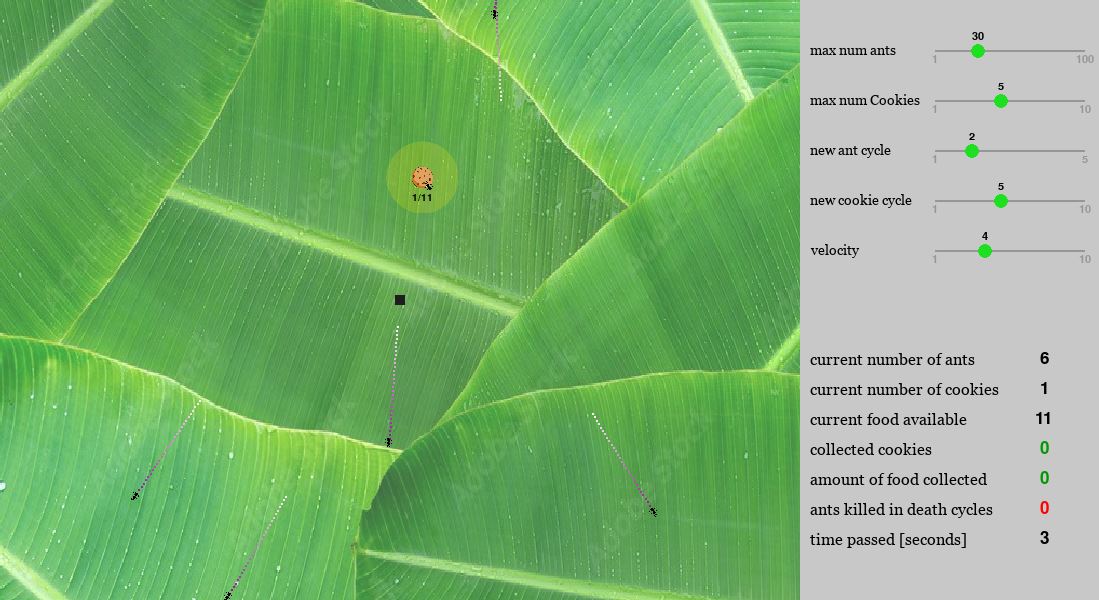 30
max num ants
1 100
5
max num Cookies
1 10
2
new ant cycle
1 5
5
new cookie cycle
1 10
4
velocity
1 10
1/11
current number of ants 6
current number of cookies 1
current food available 11
collected cookies 0
amount of food collected 0
ants killed in death cycles 0
time passed [seconds] 3
Adobe Stock